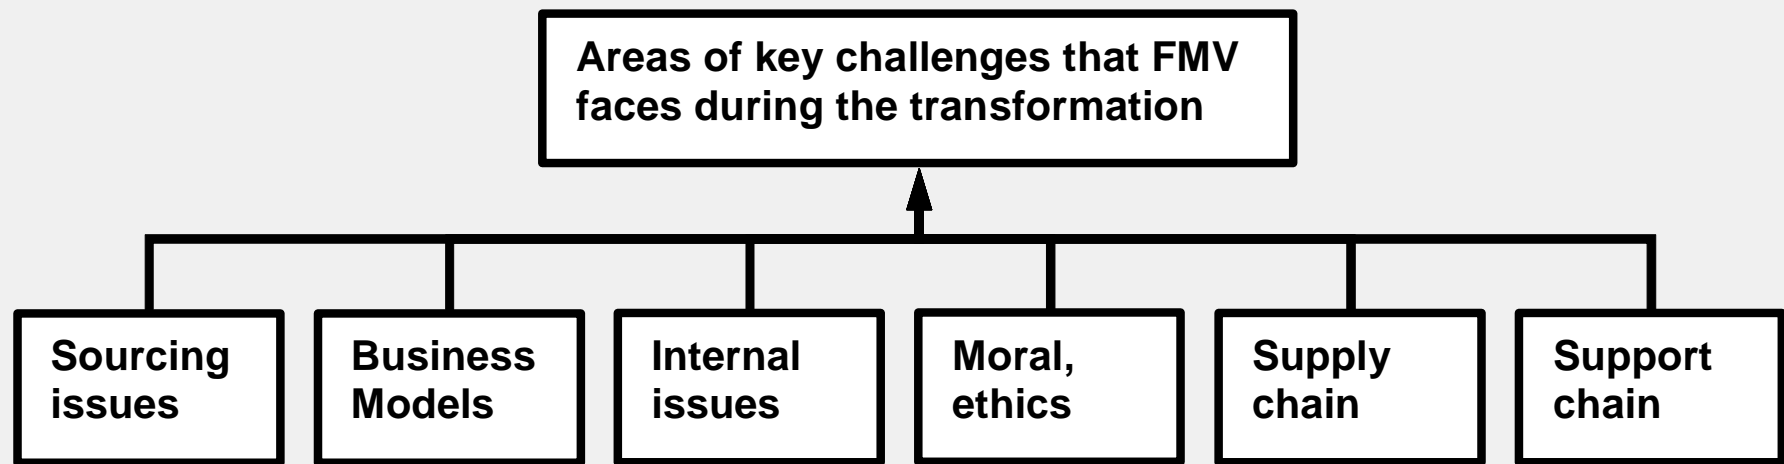 Areas of key challenges that FMV
faces during the transformation
Sourcing
issues
Business
Models
Internal
issues
Moral,
ethics
Supply
chain
Support
chain